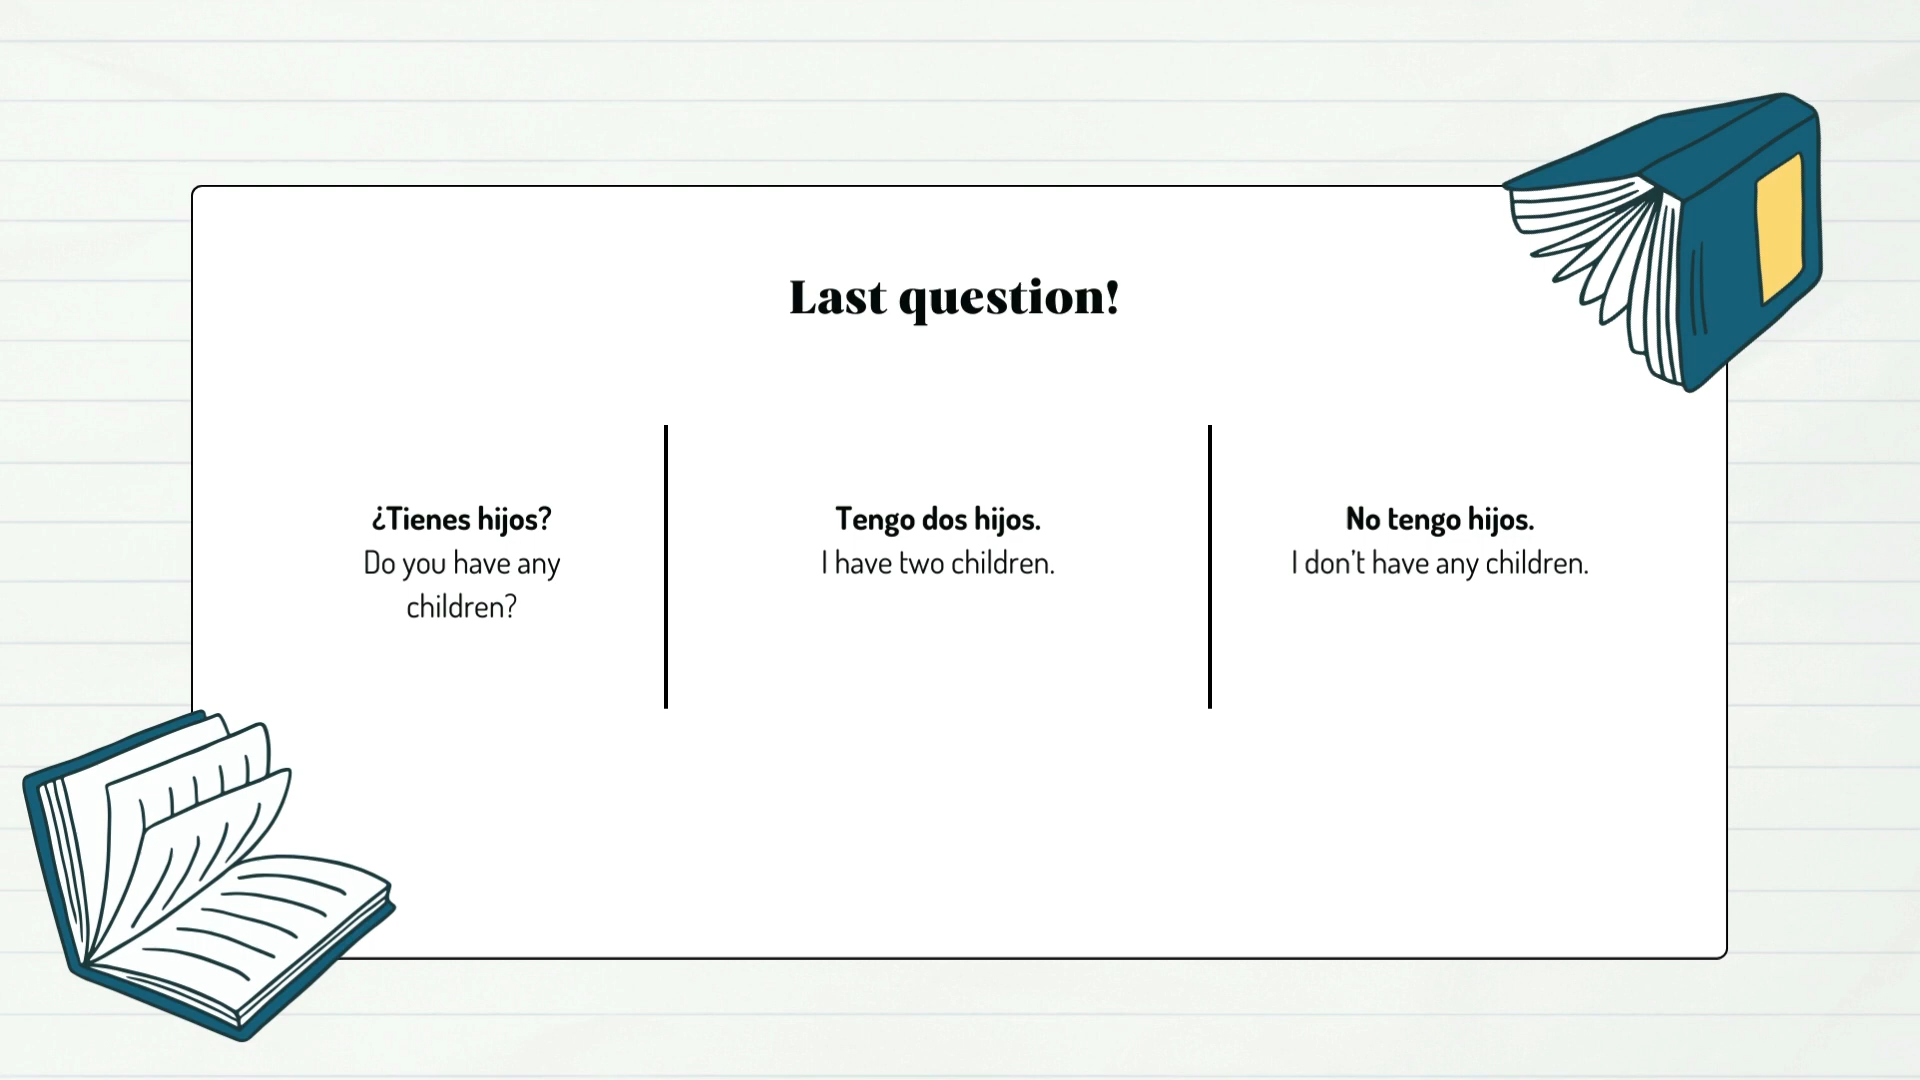 Last question!
¿Tienes hijos?
Do you have any
children?
Tengo dos hijos.
I have two children.
No tengo hijos.
I don't have any children.